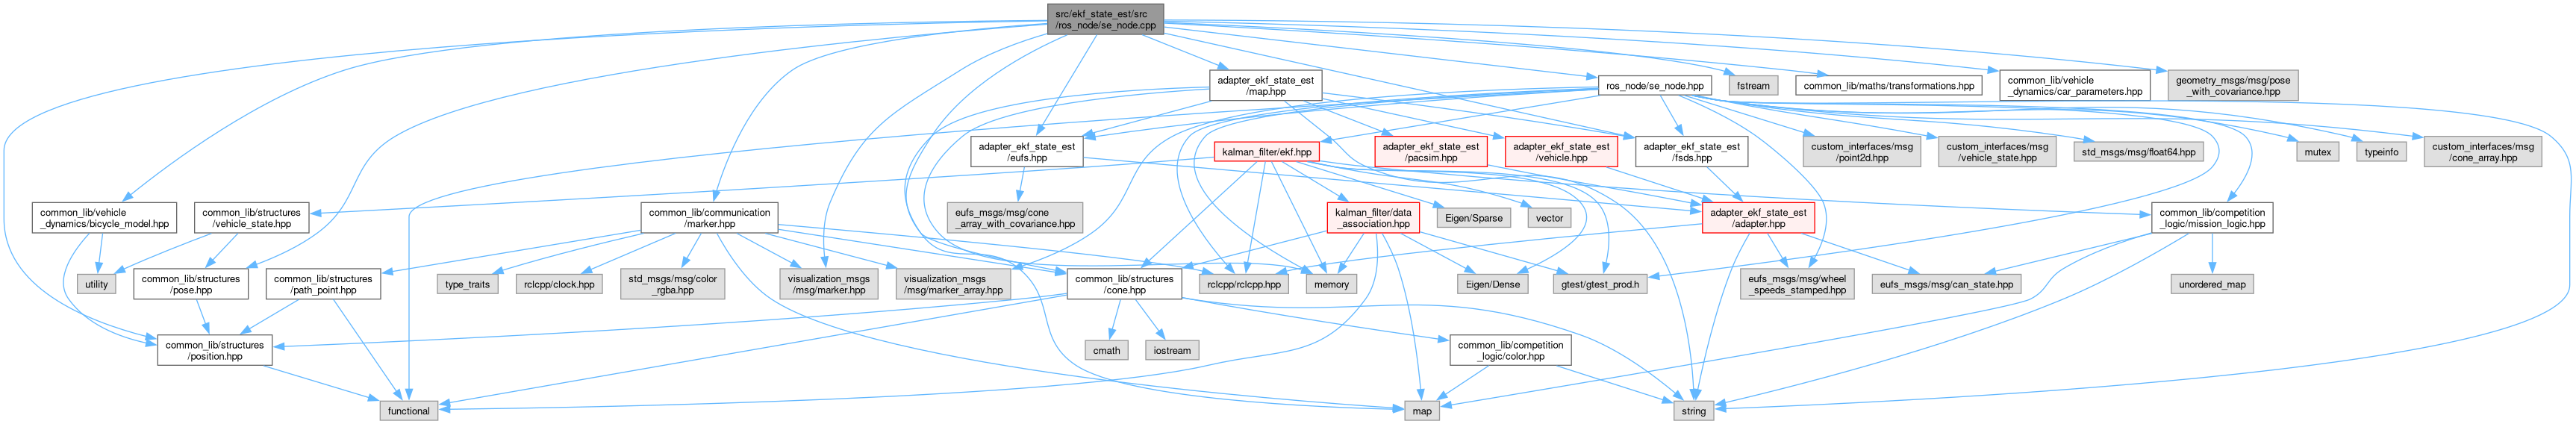 src/ekf_state_est/src
/ros_node/se_node.cpp
adapter_ekf_state_est
/map.hpp
ros_node/se_node.hpp
fstream
common_lib/maths/transformations.hpp
common_lib/vehicle
_dynamics/car_parameters.hpp
geometry_msgs/msg/pose
_with_covariance.hpp
adapter_ekf_state_est
/eufs.hpp
kalman_filter/ekf.hpp
adapter_ekf_state_est
/pacsim.hpp
adapter_ekf_state_est
/vehicle.hpp
adapter_ekf_state_est
/fsds.hpp
custom_interfaces/msg
/point2d.hpp
custom_interfaces/msg
/vehicle_state.hpp
std_msgs/msg/float64.hpp
mutex
typeinfo
custom_interfaces/msg
/cone_array.hpp
common_lib/vehicle
_dynamics/bicycle_model.hpp
common_lib/structures
/vehicle_state.hpp
common_lib/communication
/marker.hpp
eufs_msgs/msg/cone
_array_with_covariance.hpp
kalman_filter/data
_association.hpp
Eigen/Sparse
vector
adapter_ekf_state_est
/adapter.hpp
common_lib/competition
_logic/mission_logic.hpp
utility
common_lib/structures
/pose.hpp
common_lib/structures
/path_point.hpp
type_traits
rclcpp/clock.hpp
std_msgs/msg/color
_rgba.hpp
visualization_msgs
/msg/marker.hpp
visualization_msgs
/msg/marker_array.hpp
common_lib/structures
/cone.hpp
rclcpp/rclcpp.hpp
memory
Eigen/Dense
gtest/gtest_prod.h
eufs_msgs/msg/wheel
_speeds_stamped.hpp
eufs_msgs/msg/can_state.hpp
unordered_map
common_lib/structures
/position.hpp
cmath
iostream
common_lib/competition
_logic/color.hpp
functional
map
string